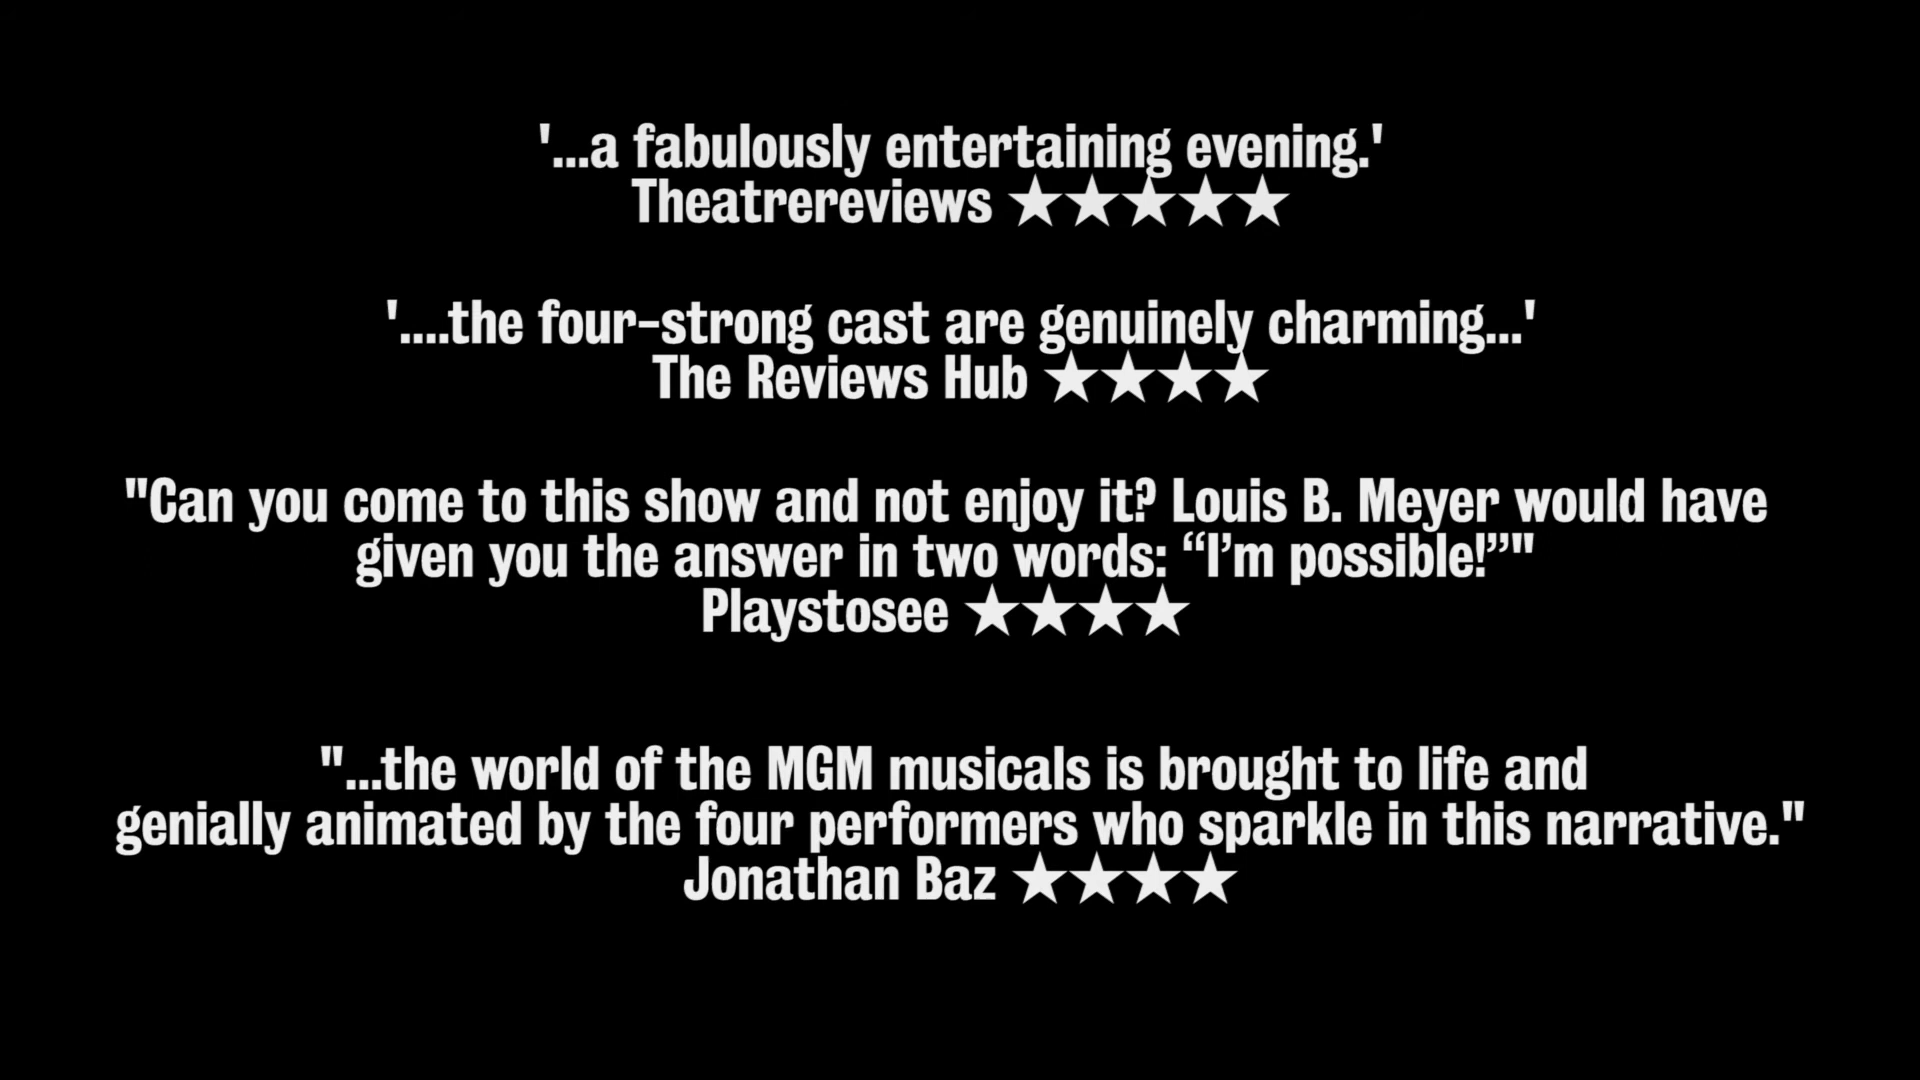 '...a fabulously entertaining evening.'
Theatrereviews ★★★★★
'....the four-strong cast are genuinely charming...'
The Reviews Hub ★★★★
"Can you come to this show and not enjoy it? Louis B. Meyer would have
given you the answer in two words: “I’m possible!”"
Playstosee ★★★★
"...the world of the MGM musicals is brought to life and
genially animated by the four performers who sparkle in this narrative."
Jonathan Baz ★★★★